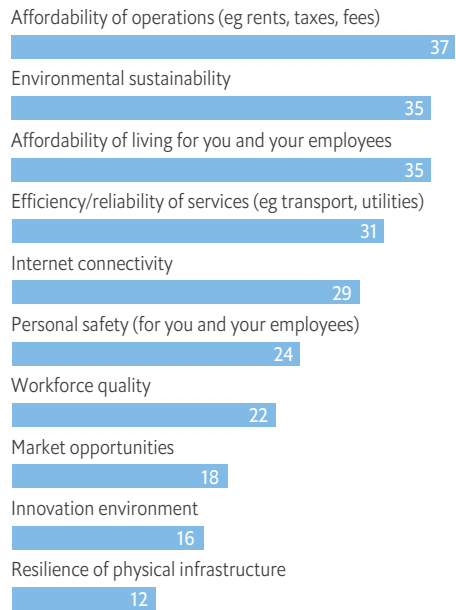 Affordability of operations (eg rents, taxes, fees)
37
Environmental sustainability
35
Affordability of living for you and your employees
35
Efficiency/reliability of services (eg transport, utilities)
31
Internet connectivity
29
Personal safety (for you and your employees)
24
Workforce quality
22
Market opportunities
18
Innovation environment
16
Resilience of physical infrastructure
12